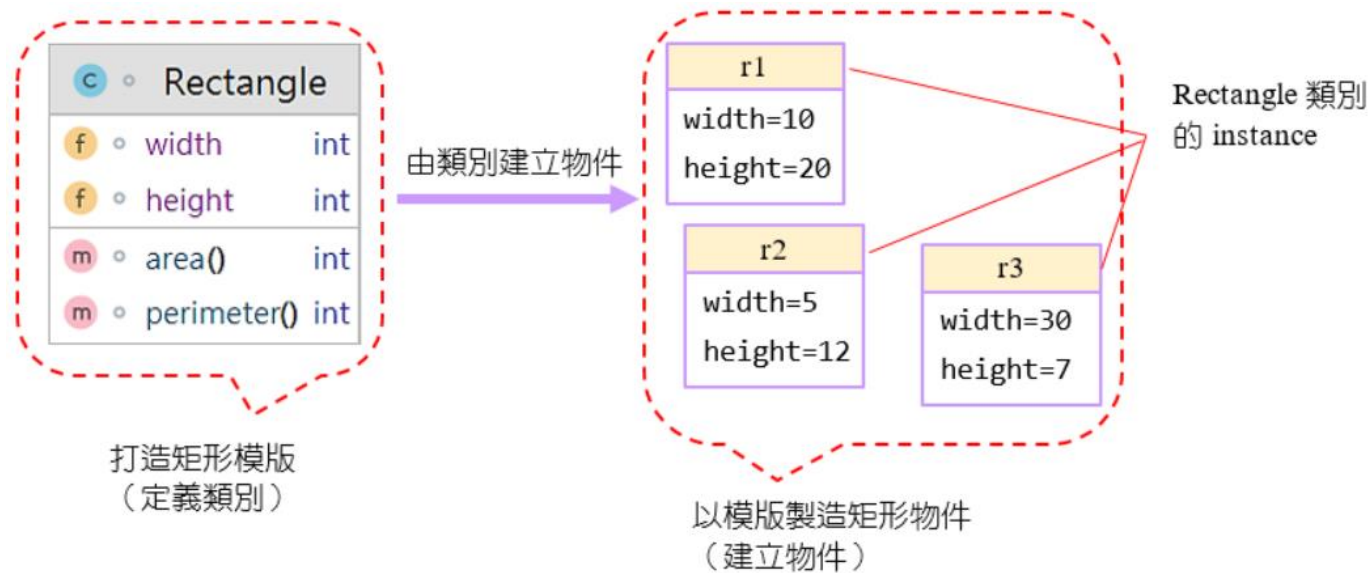 C Rectangle
f width int
f height int
m area() int
m perimeter() int
打造矩形模版
（定義類別）
由類別建立物件
r1
width=10
height=20
r2
width=5
height=12
r3
width=30
height=7
以模版製造矩形物件
（建立物件）
Rectangle 類別
的 instance